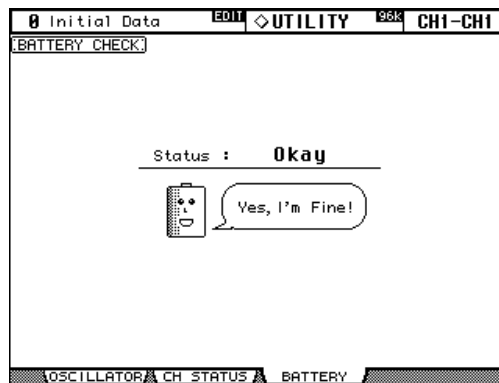 0 Initial Data EDIT ◇UTILITY 96k CH1-CH1
BATTERY CHECK
Status : Okay
Yes, I'm Fine!
OSCILLATOR CH STATUS BATTERY